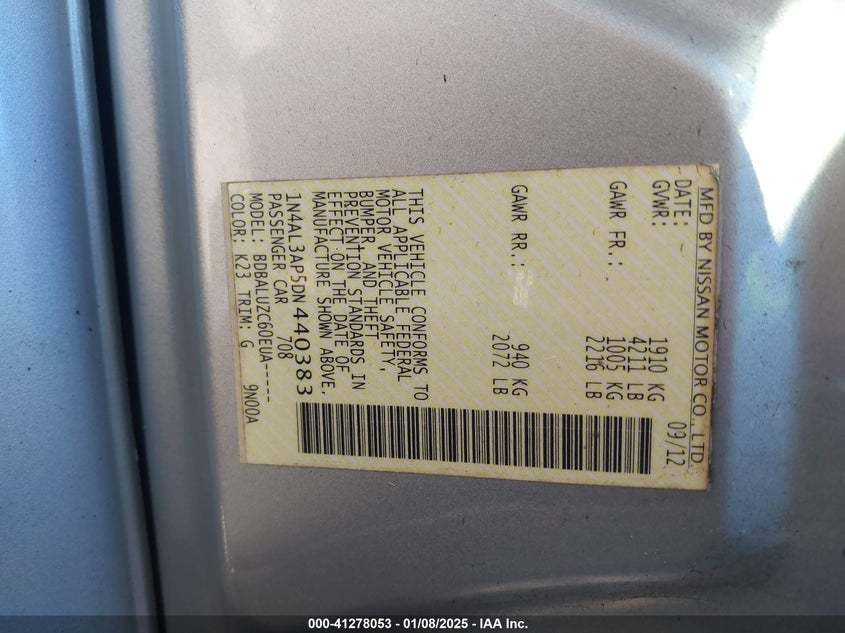 MFD BY NISSAN MOTOR CO., LTD.
DATE: 09/12
GVWR: 1910 KG
4211 LB
GAWR FR.: 1005 KG
2216 LB
GAWR RR.: 940 KG
2072 LB
THIS VEHICLE CONFORMS TO
ALL APPLICABLE FEDERAL
MOTOR VEHICLE SAFETY,
BUMPER, AND THEFT
PREVENTION STANDARDS IN
EFFECT ON THE DATE OF
MANUFACTURE SHOWN ABOVE.
1N4AL3AP5DN440383
PASSENGER CAR 708
MODEL: BDBALUZC60EUA-----
COLOR: K23 TRIM: G 9N00A
000-41278053 - 01/08/2025 - IAA Inc.